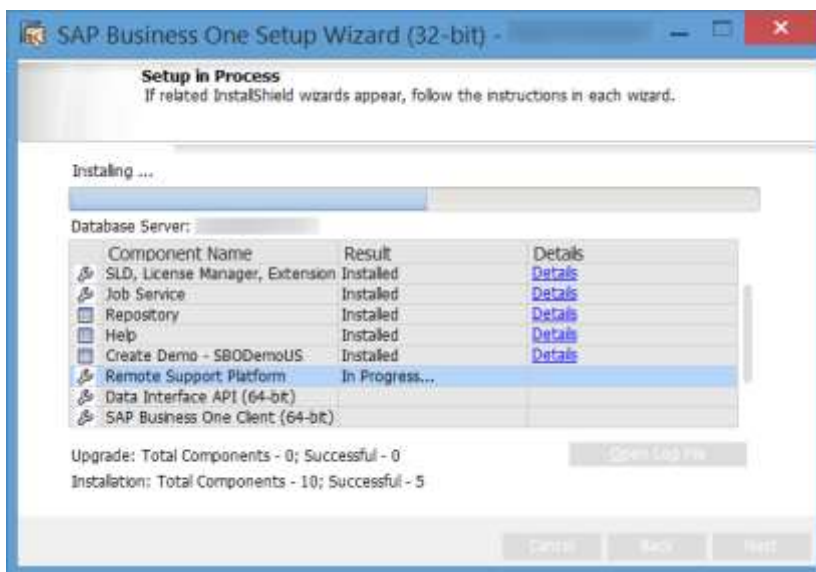 SAP Business One Setup Wizard (32-bit) -
Setup in Process
If related InstallShield wizards appear, follow the instructions in each wizard.
Installing ...
Database Server:
Component Name Result Details
SLD, License Manager, Extension Installed Details
Job Service Installed Details
Repository Installed Details
Help Installed Details
Create Demo - SBODemoUS Installed Details
Remote Support Platform In Progress...
Data Interface API (64-bit)
SAP Business One Client (64-bit)
Upgrade: Total Components - 0; Successful - 0
Open Log File
Installation: Total Components - 10; Successful - 5
Cancel Back Next